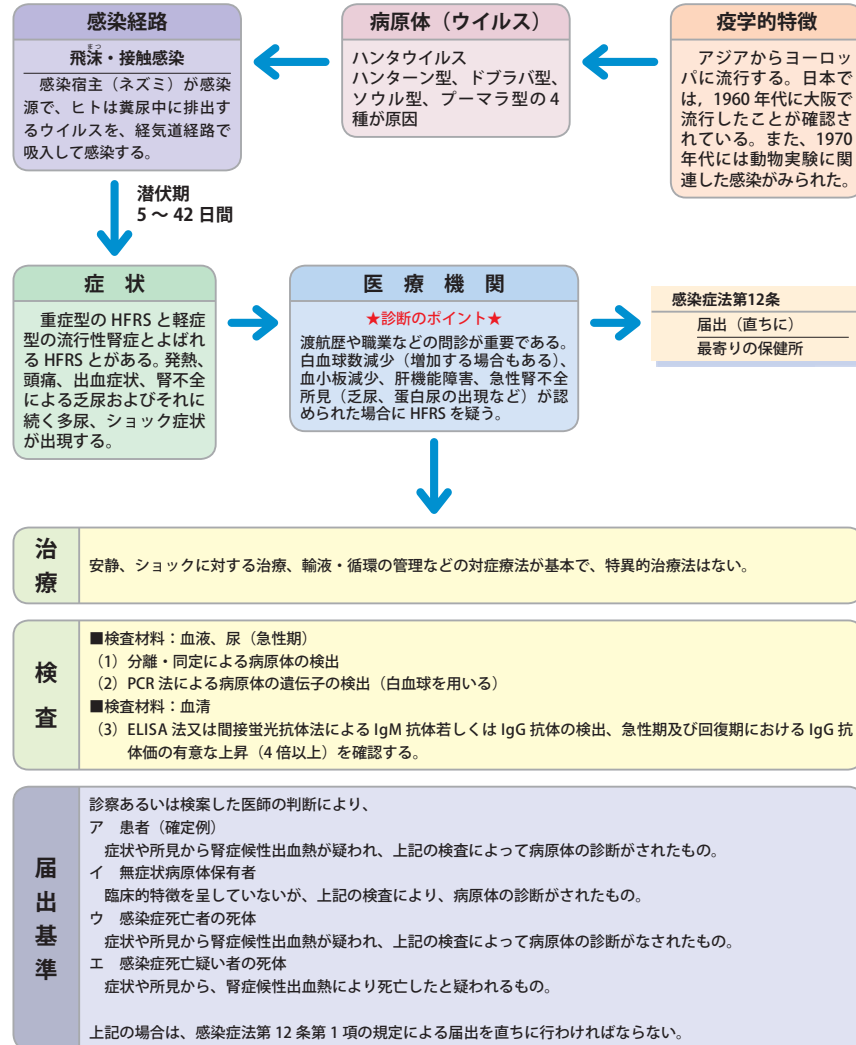 感染経路
飛沫・接触感染
まつ
感染宿主（ネズミ）が感染
源で、ヒトは糞尿中に排出す
るウイルスを、経気道経路で
吸入して感染する。
病原体（ウイルス）
ハンタウイルス
ハンターン型、ドブラバ型、
ソウル型、プーマラ型の4
種が原因
疫学的特徴
アジアからヨーロッ
パに流行する。日本で
は，1960年代に大阪で
流行したことが確認さ
れている。また、1970
年代には動物実験に関
連した感染がみられた。
潜伏期
5～42日間
症　状
重症型のHFRSと軽症
型の流行性腎症とよばれ
るHFRSとがある。発熱、
頭痛、出血症状、腎不全
による乏尿およびそれに
続く多尿、ショック症状
が出現する。
医　療　機　関
★診断のポイント★
渡航歴や職業などの問診が重要である。
白血球数減少（増加する場合もある）、
血小板減少、肝機能障害、急性腎不全
所見（乏尿、蛋白尿の出現など）が認
められた場合にHFRSを疑う。
感染症法第12条
届出（直ちに）
最寄りの保健所
治療
安静、ショックに対する治療、輸液・循環の管理などの対症療法が基本で、特異的治療法はない。
検査
■検査材料：血液、尿（急性期）
（1）分離・同定による病原体の検出
（2）PCR法による病原体の遺伝子の検出（白血球を用いる）
■検査材料：血清
（3）ELISA法又は間接蛍光抗体法によるIgM抗体若しくはIgG抗体の検出、急性期及び回復期におけるIgG抗
体価の有意な上昇（4倍以上）を確認する。
届出基準
診察あるいは検案した医師の判断により、
ア　患者（確定例）
症状や所見から腎症候性出血熱が疑われ、上記の検査によって病原体の診断がされたもの。
イ　無症状病原体保有者
臨床的特徴を呈していないが、上記の検査により、病原体の診断がされたもの。
ウ　感染症死亡者の死体
症状や所見から腎症候性出血熱が疑われ、上記の検査によって病原体の診断がなされたもの。
エ　感染症死亡疑い者の死体
症状や所見から、腎症候性出血熱により死亡したと疑われるもの。
上記の場合は、感染症法第12条第1項の規定による届出を直ちに行わければならない。